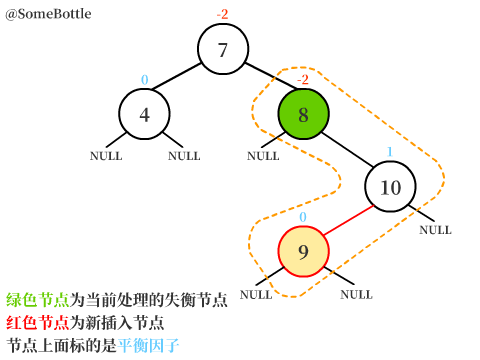 @SomeBottle
-2
7
0
-2
4
8
NULL
NULL
NULL
1
10
NULL
0
9
NULL
NULL
绿色节点为当前处理的失衡节点
红色节点为新插入节点
节点上面标的是平衡因子